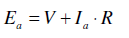 Eₐ = V + Iₐ · R